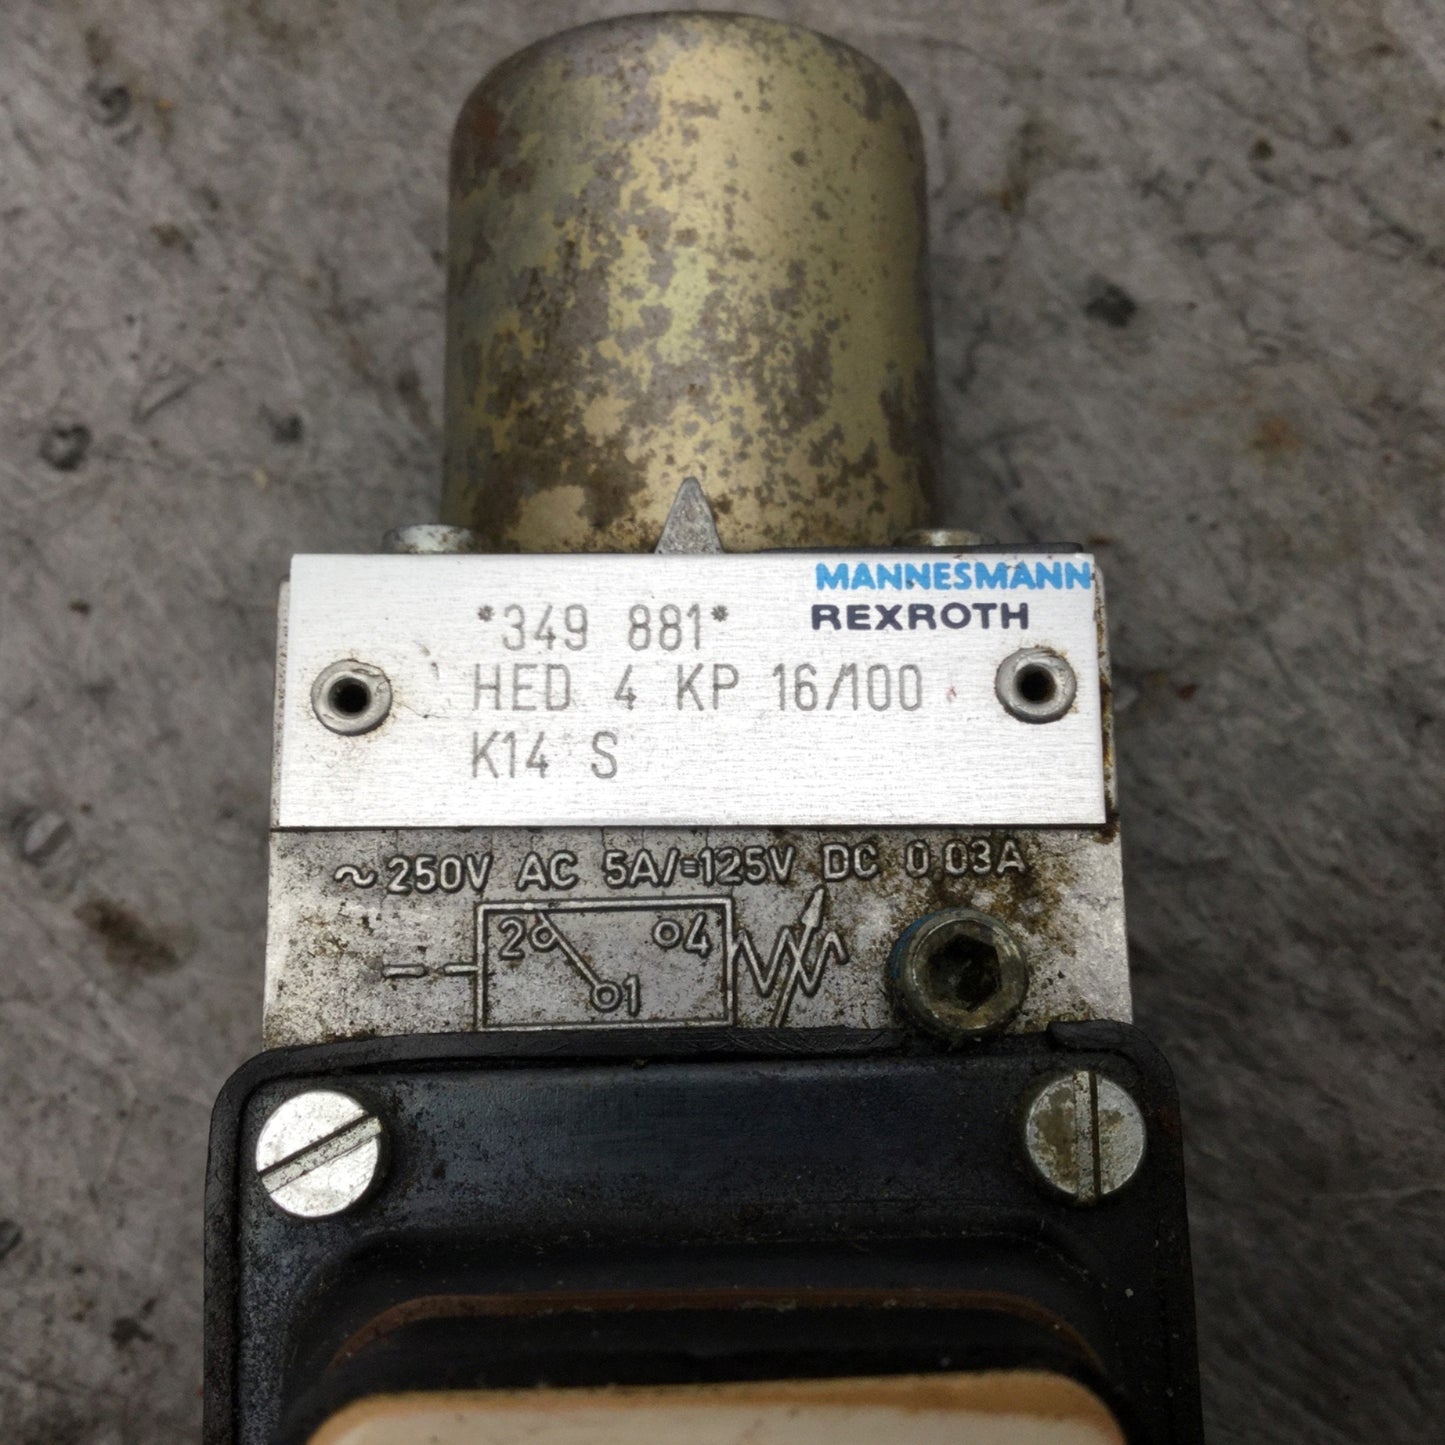 MANNESMANN
REXROTH
*349 881*
HED 4 KP 16/100
K14 S
~250V AC 5A/=125V DC 0,03A
2 4
1